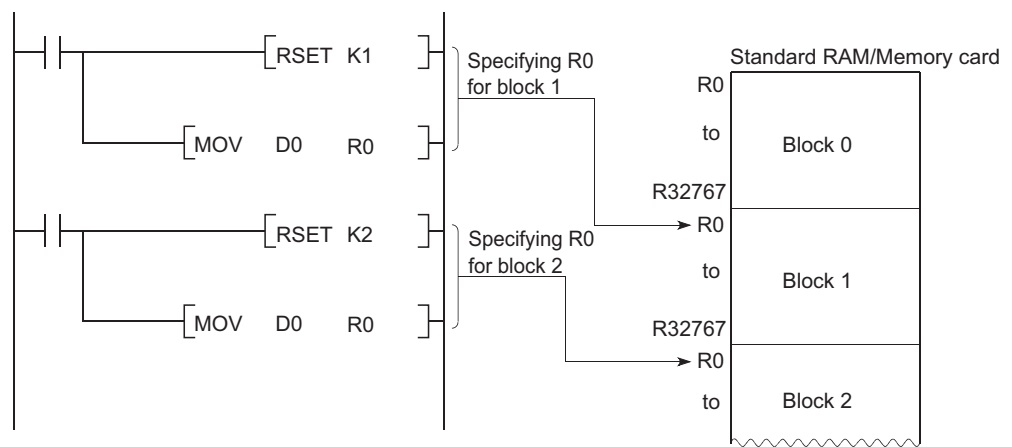 RSET K1
MOV D0 R0
Specifying R0
for block 1
RSET K2
MOV D0 R0
Specifying R0
for block 2
Standard RAM/Memory card
R0
to
Block 0
R32767
R0
to
Block 1
R32767
R0
to
Block 2